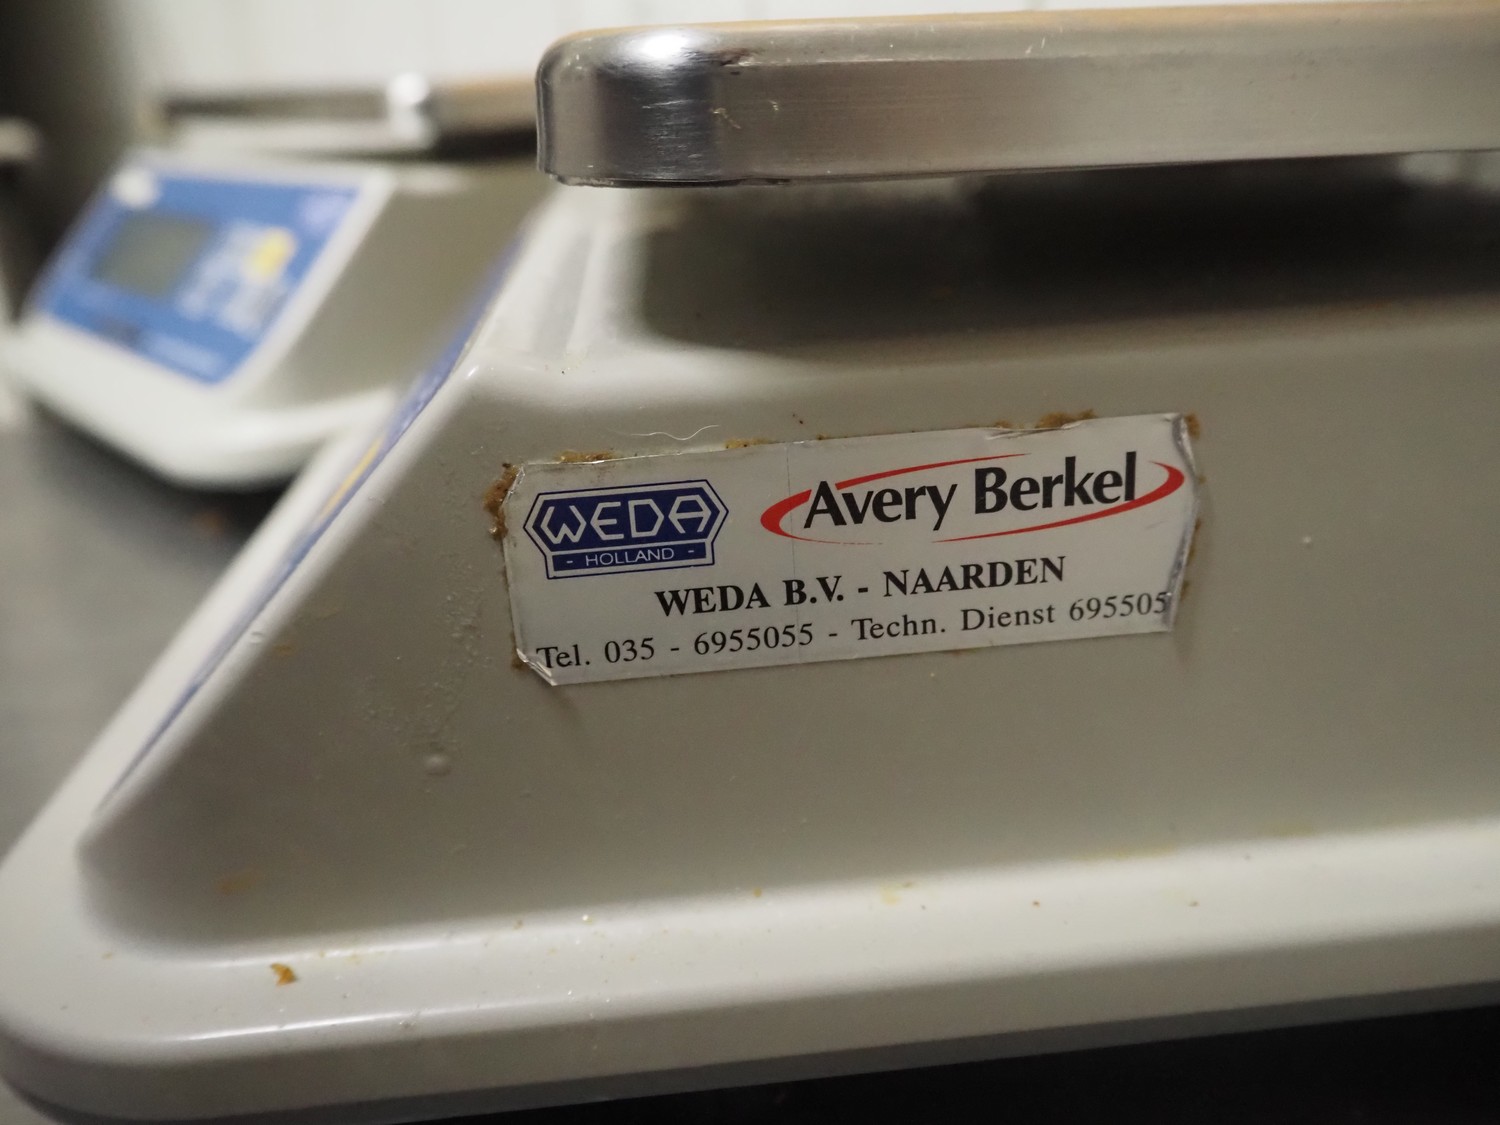 WEDA
- HOLLAND -
Avery Berkel
WEDA B.V. - NAARDEN
Tel. 035 - 6955055 - Techn. Dienst 695505